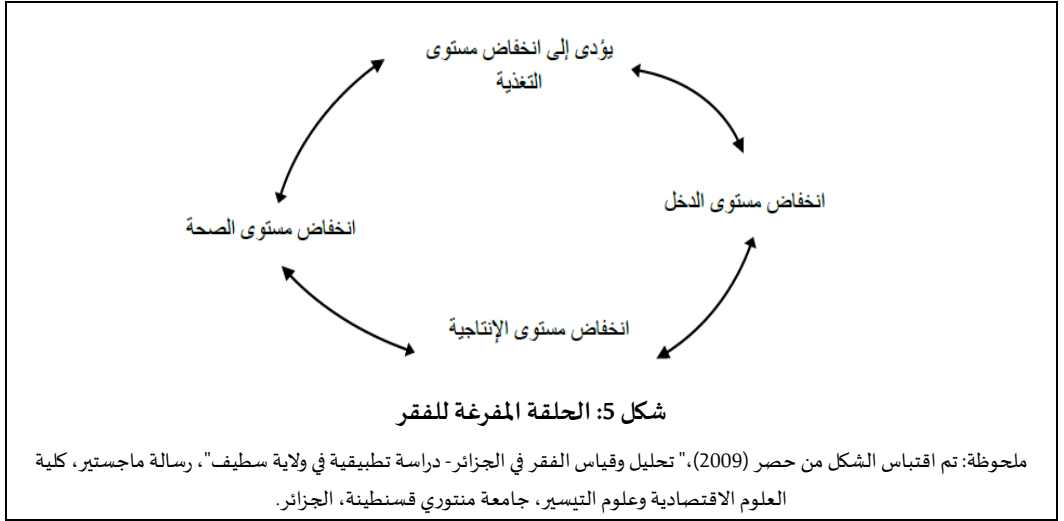 يؤدى إلى انخفاض مستوى
التغذية
انخفاض مستوى الدخل
انخفاض مستوى الصحة
انخفاض مستوى الإنتاجية
شكل 5: الحلقة المفرغة للفقر
ملحوظة: تم اقتباس الشكل من حصر (2009)،" تحليل وقياس الفقر في الجزائر- دراسة تطبيقية في ولاية سطيف"، رسالة ماجستير، كلية
العلوم الاقتصادية وعلوم التيسير، جامعة منتوري قسنطينة، الجزائر.